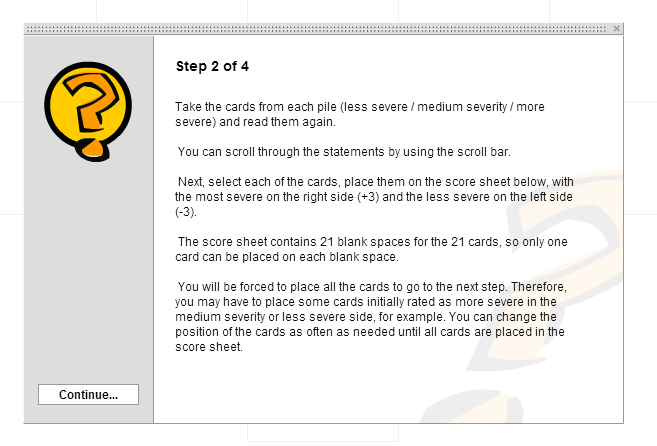 Step 2 of 4
Take the cards from each pile (less severe / medium severity / more
severe) and read them again.
You can scroll through the statements by using the scroll bar.
Next, select each of the cards, place them on the score sheet below, with
the most severe on the right side (+3) and the less severe on the left side
(-3).
The score sheet contains 21 blank spaces for the 21 cards, so only one
card can be placed on each blank space.
You will be forced to place all the cards to go to the next step. Therefore,
you may have to place some cards initially rated as more severe in the
medium severity or less severe side, for example. You can change the
position of the cards as often as needed until all cards are placed in the
score sheet.
Continue...